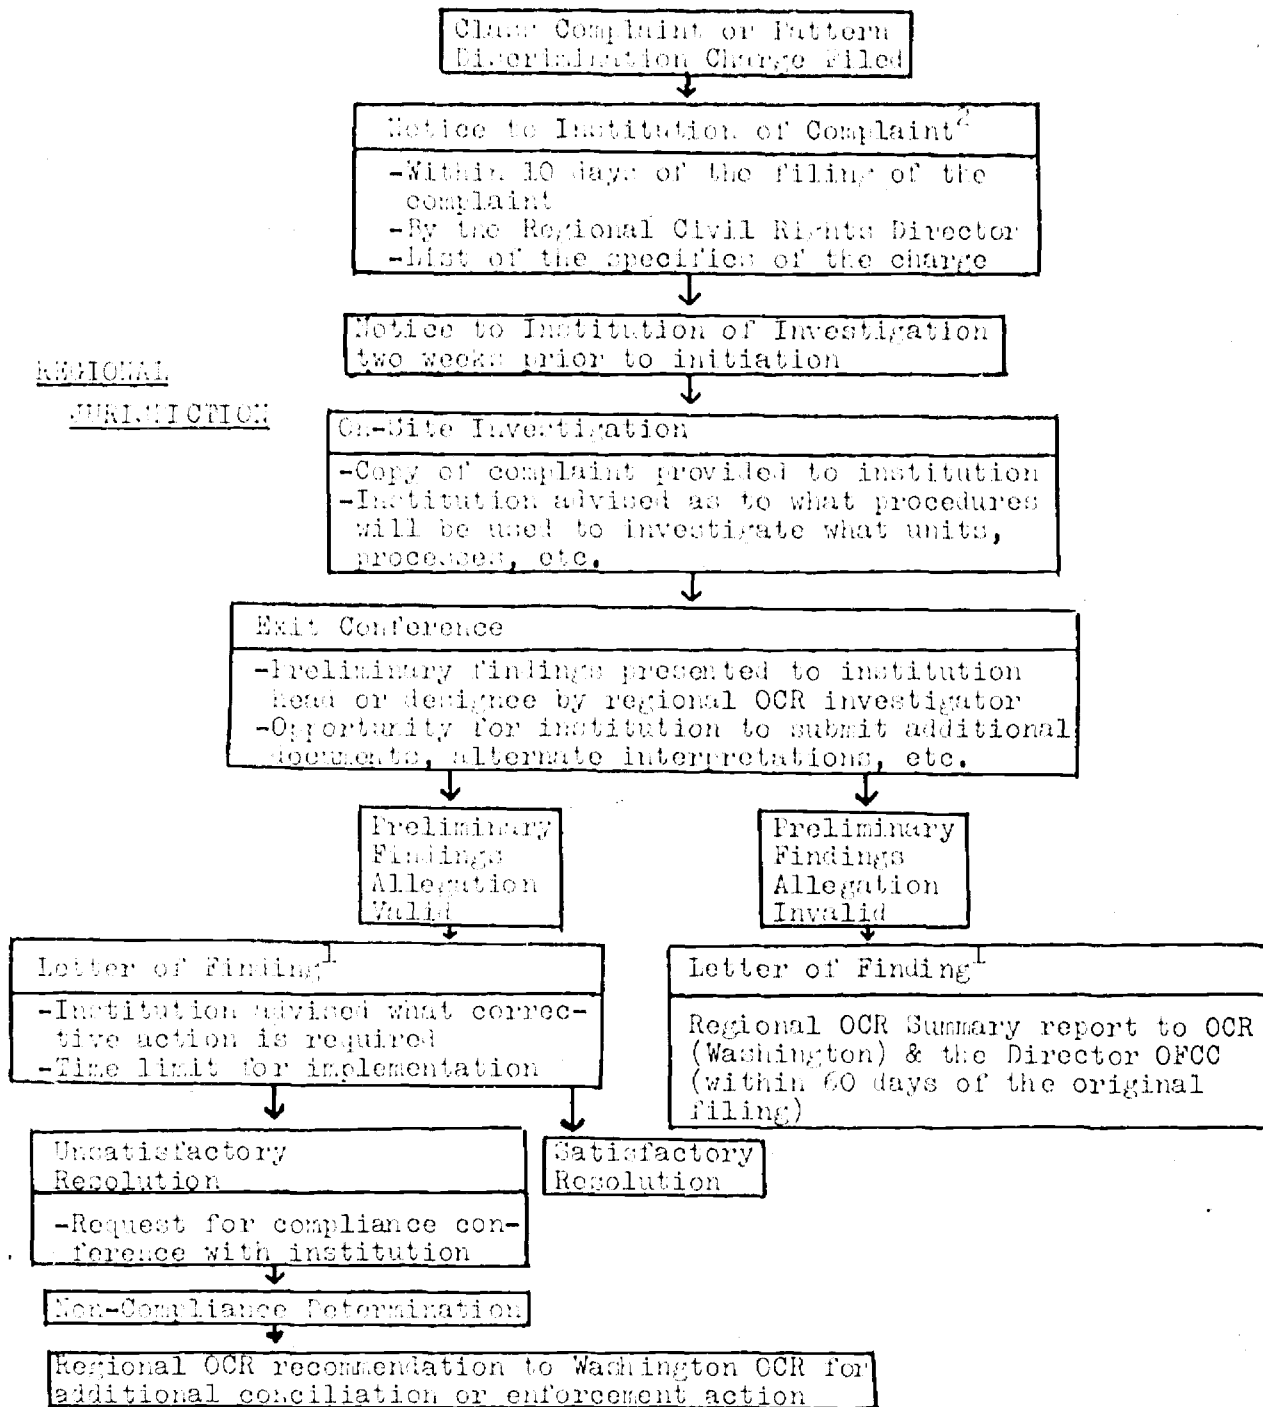 Class Complaint or Pattern
Discrimination Charge Filed
Notice to Institution of Complaint2
-Within 10 days of the filing of the
complaint
-By the Regional Civil Rights Director
-List of the specifics of the charge
Notice to Institution of Investigation
two weeks prior to initiation
REGIONAL
JURISDICTION
On-Site Investigation
-Copy of complaint provided to institution
-Institution advised as to what procedures
will be used to investigate what units,
processes, etc.
Exit Conference
-Preliminary findings presented to institution
head or designee by regional OCR investigator
-Opportunity for institution to submit additional
documents, alternate interpretations, etc.
Preliminary
Findings
Allegation
Valid
Preliminary
Findings
Allegation
Invalid
Letter of Finding1
-Institution advised what correc-
tive action is required
-Time limit for implementation
Letter of Finding1
Regional OCR Summary report to OCR
(Washington) & the Director OFCC
(within 60 days of the original
filing)
Unsatisfactory
Resolution
-Request for compliance con-
ference with institution
Satisfactory
Resolution
Non-Compliance Determination
Regional OCR recommendation to Washington OCR for
additional conciliation or enforcement action